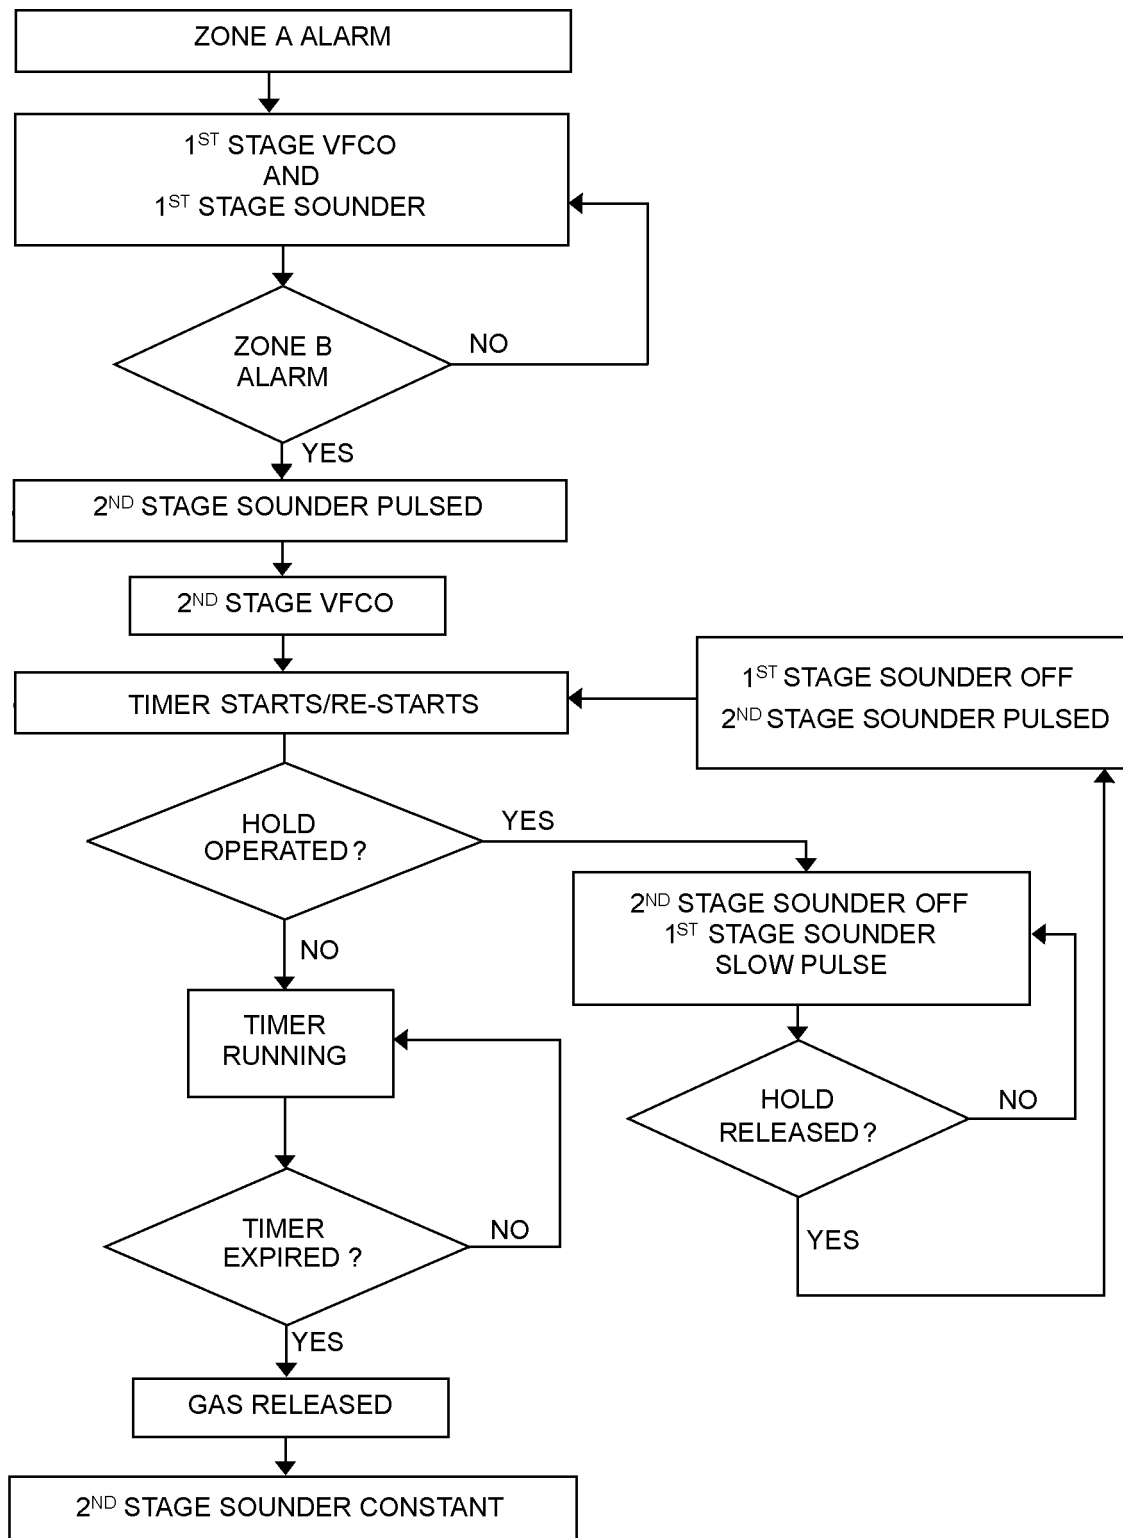 ZONE A ALARM
1ST STAGE VFCO
AND
1ST STAGE SOUNDER
ZONE B
ALARM
NO
YES
2ND STAGE SOUNDER PULSED
2ND STAGE VFCO
TIMER STARTS/RE-STARTS
1ST STAGE SOUNDER OFF
2ND STAGE SOUNDER PULSED
HOLD
OPERATED?
YES
NO
2ND STAGE SOUNDER OFF
1ST STAGE SOUNDER
SLOW PULSE
HOLD
RELEASED?
NO
YES
TIMER
RUNNING
TIMER
EXPIRED?
NO
YES
GAS RELEASED
2ND STAGE SOUNDER CONSTANT